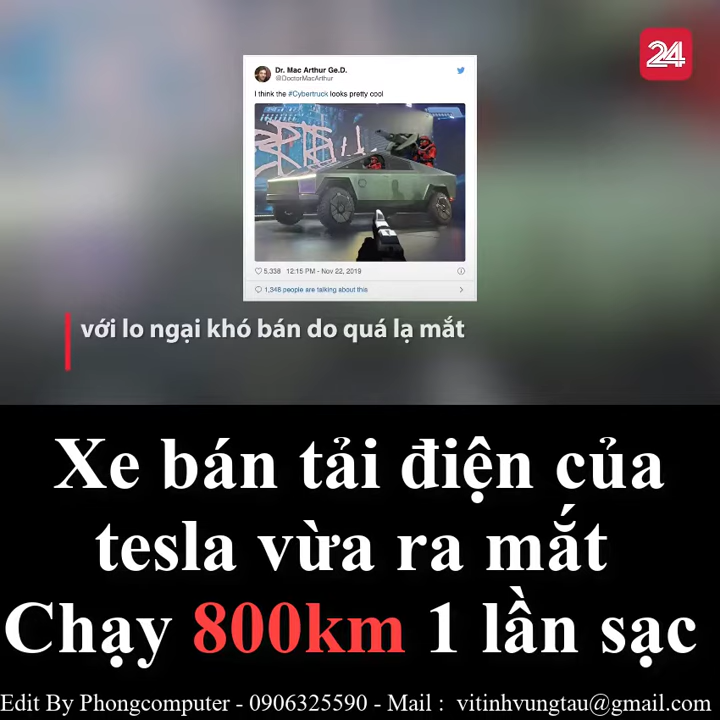 24
Dr. Mac Arthur Ge.D.
@DoctorMacArthur
I think the #Cybertruck looks pretty cool
5,338 12:15 PM - Nov 22, 2019
1,346 people are talking about this
với lo ngại khó bán do quá lạ mắt
Xe bán tải điện của
tesla vừa ra mắt
Chạy 800km 1 lần sạc
Edit By Phongcomputer - 0906325590 - Mail : vitinhvungtau@gmail.com